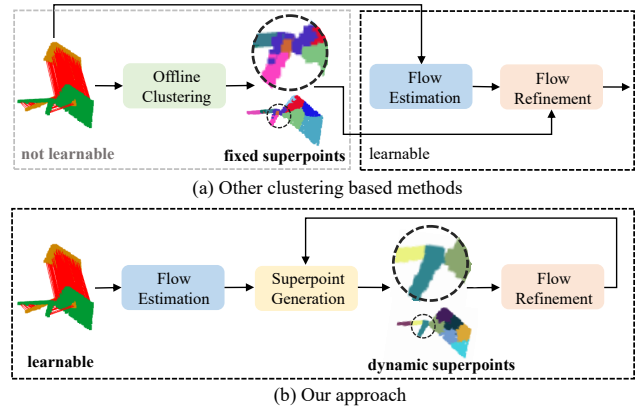 Offline
Clustering
Flow
Estimation
Flow
Refinement
not learnable
fixed superpoints
learnable
(a) Other clustering based methods
Flow
Estimation
Superpoint
Generation
Flow
Refinement
learnable
dynamic superpoints
(b) Our approach